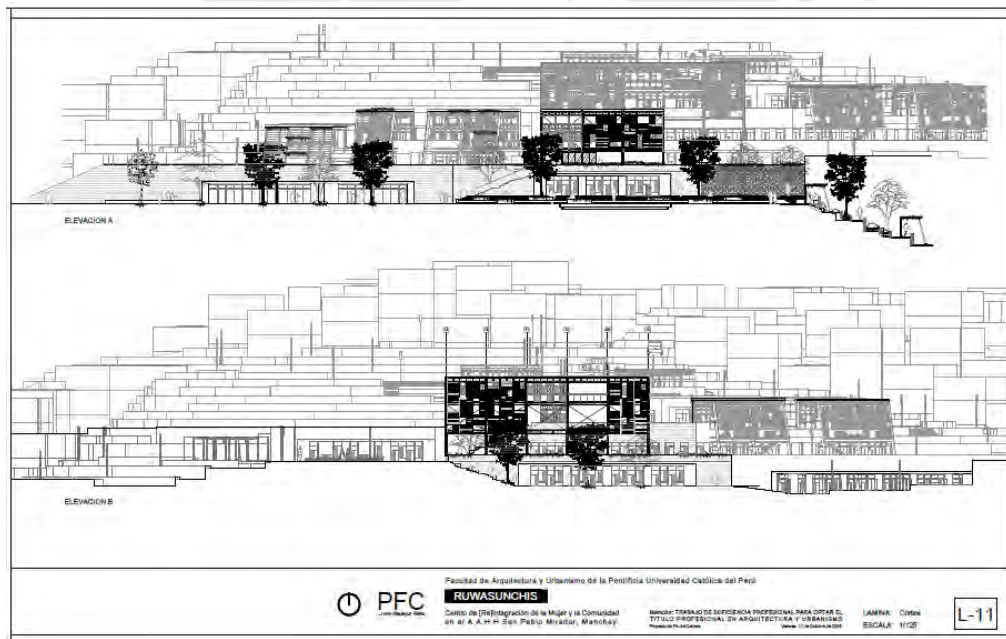 ELEVACION A
ELEVACION B
Facultad de Arquitectura y Urbanismo de la Pontificia Universidad Católica del Perú
PFC
RUWASUNCHIS
Centro de [Re]Integración de la Mujer y la Comunidad
en el A.A.H.H San Pablo Mirador, Manchay
Mención: TRABAJO DE SUFICIENCIA PROFESIONAL PARA OPTAR EL
TITULO PROFESIONAL EN ARQUITECTURA Y URBANISMO
LAMINA: Cortes
ESCALA: 1/125
L-11